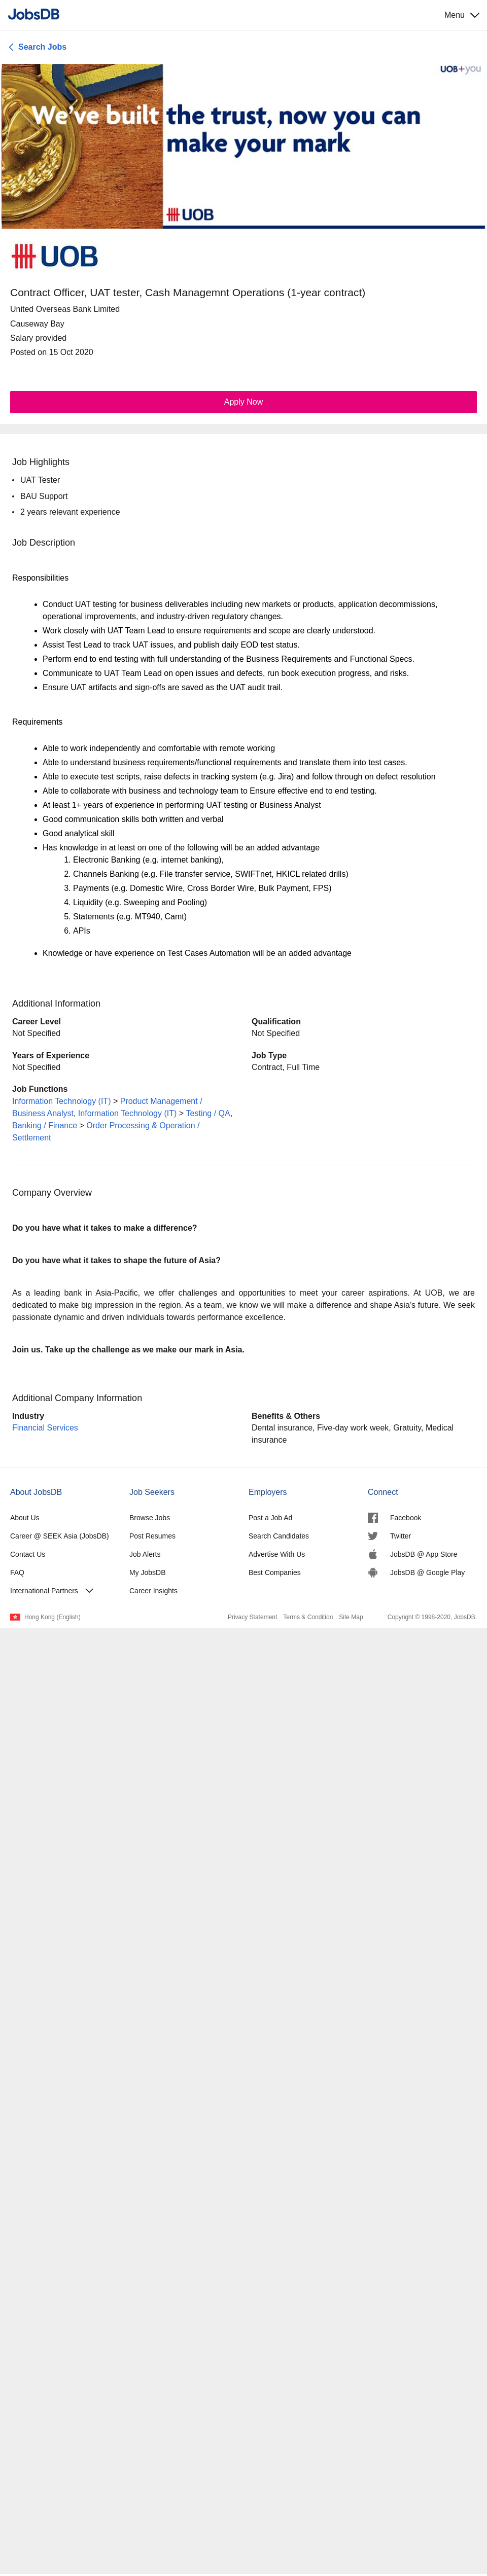 JobsDB
Menu
Search Jobs
UOB+you
We've built the trust, now you can
make your mark
UOB
UOB
Contract Officer, UAT tester, Cash Managemnt Operations (1-year contract)
United Overseas Bank Limited
Causeway Bay
Salary provided
Posted on 15 Oct 2020
Apply Now
Job Highlights
• UAT Tester
• BAU Support
• 2 years relevant experience
Job Description
Responsibilities
• Conduct UAT testing for business deliverables including new markets or products, application decommissions,
operational improvements, and industry-driven regulatory changes.
• Work closely with UAT Team Lead to ensure requirements and scope are clearly understood.
• Assist Test Lead to track UAT issues, and publish daily EOD test status.
• Perform end to end testing with full understanding of the Business Requirements and Functional Specs.
• Communicate to UAT Team Lead on open issues and defects, run book execution progress, and risks.
• Ensure UAT artifacts and sign-offs are saved as the UAT audit trail.
Requirements
• Able to work independently and comfortable with remote working
• Able to understand business requirements/functional requirements and translate them into test cases.
• Able to execute test scripts, raise defects in tracking system (e.g. Jira) and follow through on defect resolution
• Able to collaborate with business and technology team to Ensure effective end to end testing.
• At least 1+ years of experience in performing UAT testing or Business Analyst
• Good communication skills both written and verbal
• Good analytical skill
• Has knowledge in at least on one of the following will be an added advantage
1. Electronic Banking (e.g. internet banking),
2. Channels Banking (e.g. File transfer service, SWIFTnet, HKICL related drills)
3. Payments (e.g. Domestic Wire, Cross Border Wire, Bulk Payment, FPS)
4. Liquidity (e.g. Sweeping and Pooling)
5. Statements (e.g. MT940, Camt)
6. APIs
• Knowledge or have experience on Test Cases Automation will be an added advantage
Additional Information
Career Level
Not Specified
Qualification
Not Specified
Years of Experience
Not Specified
Job Type
Contract, Full Time
Job Functions
Information Technology (IT) > Product Management /
Business Analyst, Information Technology (IT) > Testing / QA,
Banking / Finance > Order Processing & Operation /
Settlement
Company Overview
Do you have what it takes to make a difference?
Do you have what it takes to shape the future of Asia?
As a leading bank in Asia-Pacific, we offer challenges and opportunities to meet your career aspirations. At UOB, we are
dedicated to make big impression in the region. As a team, we know we will make a difference and shape Asia's future. We seek
passionate dynamic and driven individuals towards performance excellence.
Join us. Take up the challenge as we make our mark in Asia.
Additional Company Information
Industry
Financial Services
Benefits & Others
Dental insurance, Five-day work week, Gratuity, Medical
insurance
About JobsDB
About Us
Career @ SEEK Asia (JobsDB)
Contact Us
FAQ
International Partners
Job Seekers
Browse Jobs
Post Resumes
Job Alerts
My JobsDB
Career Insights
Employers
Post a Job Ad
Search Candidates
Advertise With Us
Best Companies
Connect
Facebook
Twitter
JobsDB @ App Store
JobsDB @ Google Play
Hong Kong (English)
Privacy Statement Terms & Condition Site Map
Copyright © 1998-2020, JobsDB.